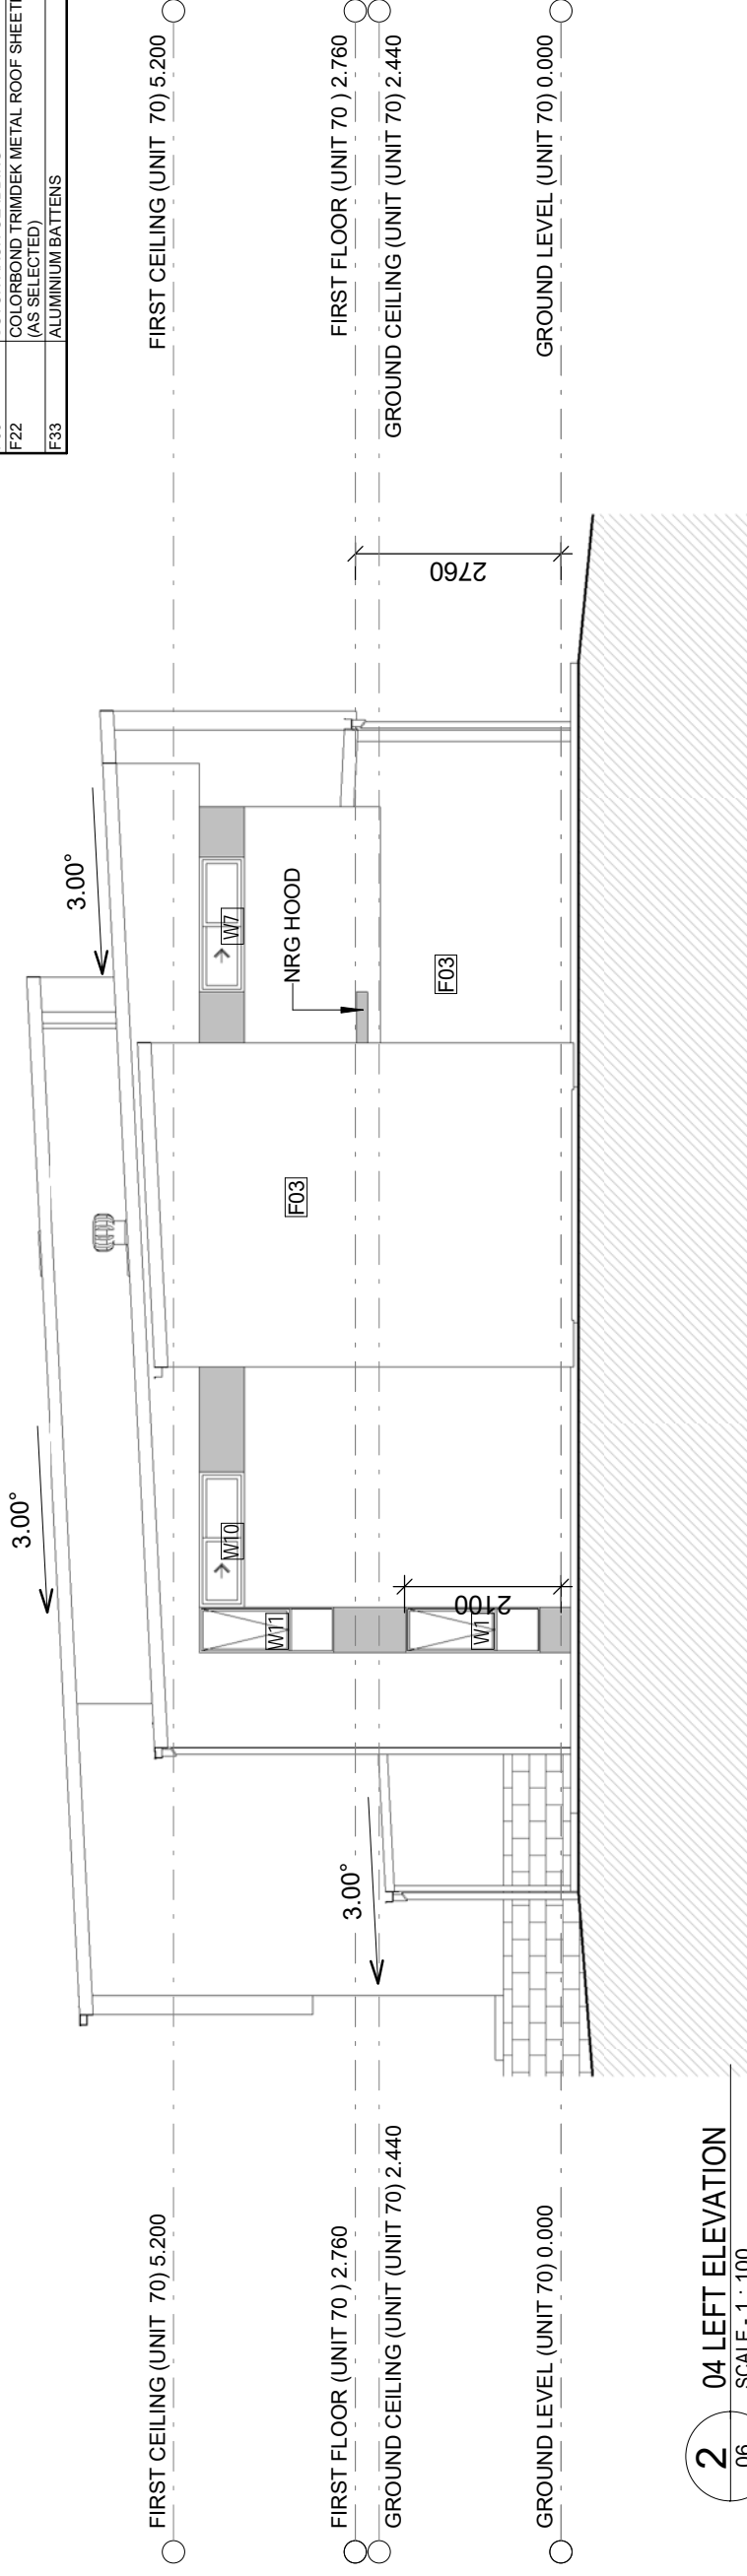 F22 COLORBOND TRIMDEK METAL ROOF
(AS SELECTED)
F33 ALUMINIUM BATTENS
FIRST CEILING (UNIT 70) 5.200
FIRST CEILING (UNIT 70) 5.200
FIRST FLOOR (UNIT 70 ) 2.760
FIRST FLOOR (UNIT 70 ) 2.760
GROUND CEILING (UNIT (UNIT 70) 2.440
GROUND CEILING (UNIT (UNIT 70) 2.440
GROUND LEVEL (UNIT 70) 0.000
GROUND LEVEL (UNIT 70) 0.000
3.00°
3.00°
3.00°
W11
W10
W7
W1
F03
F03
NRG HOOD
2100
2760
2
06
04 LEFT ELEVATION
SCALE - 1 : 100